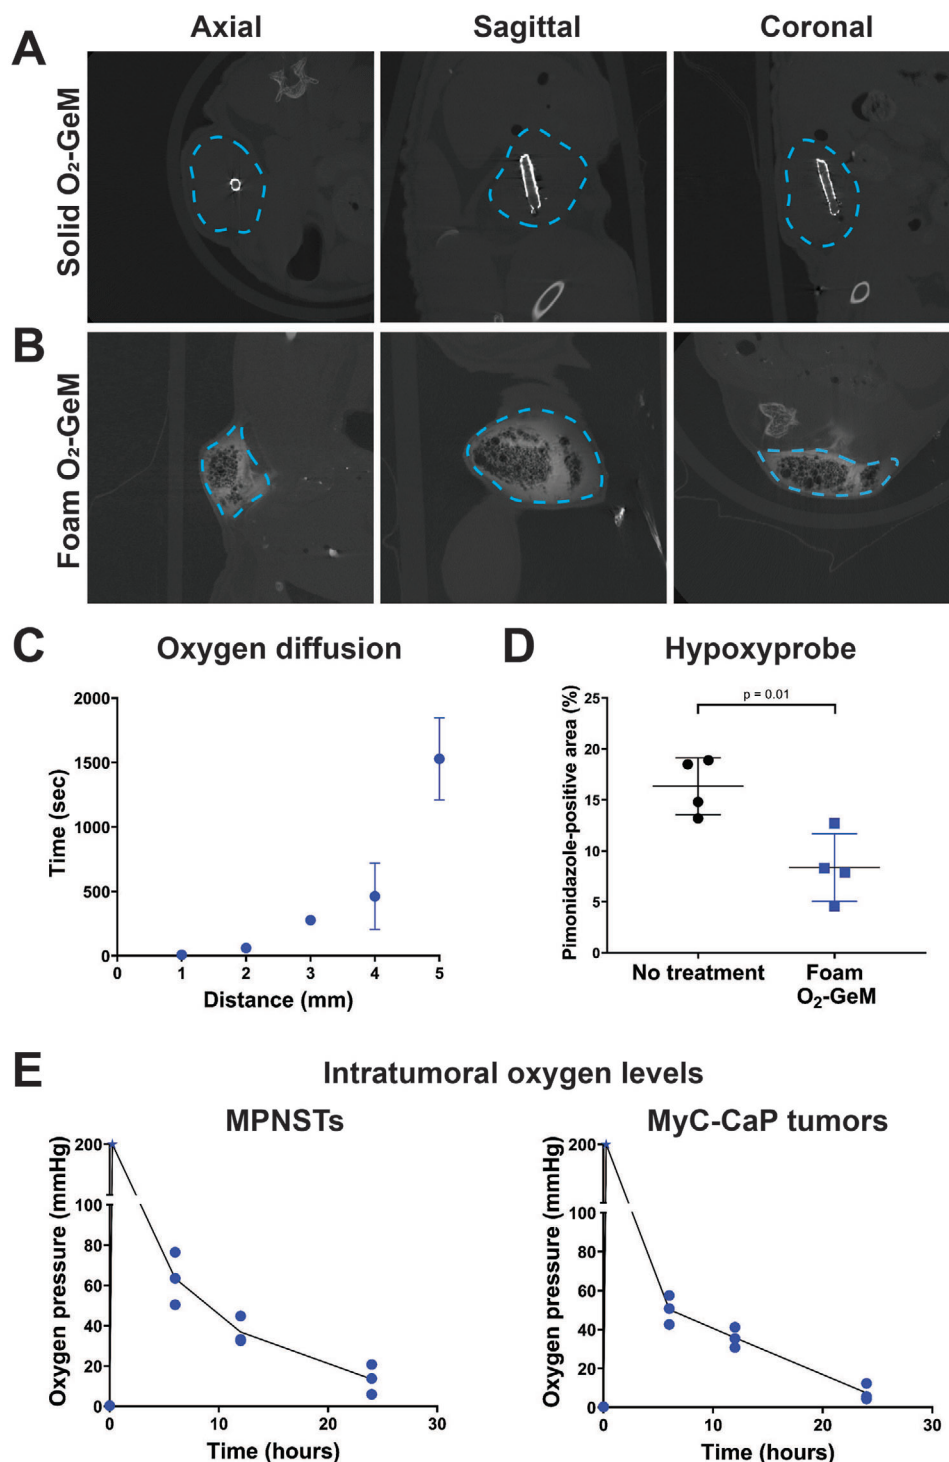 Axial Sagittal Coronal
A
Solid O₂-GeM
B
Foam O₂-GeM
C Oxygen diffusion
2000
1500
1000
500
0
Time (sec)
0 1 2 3 4 5
Distance (mm)
D Hypoxyprobe
25
20
15
10
5
0
Pimonidazole-positive area (%)
p = 0.01
No treatment Foam
O₂-GeM
E Intratumoral oxygen levels
MPNSTs
200
100
80
60
40
20
0
Oxygen pressure (mmHg)
0 10 20 30
Time (hours)
MyC-CaP tumors
200
100
80
60
40
20
0
Oxygen pressure (mmHg)
0 10 20 30
Time (hours)